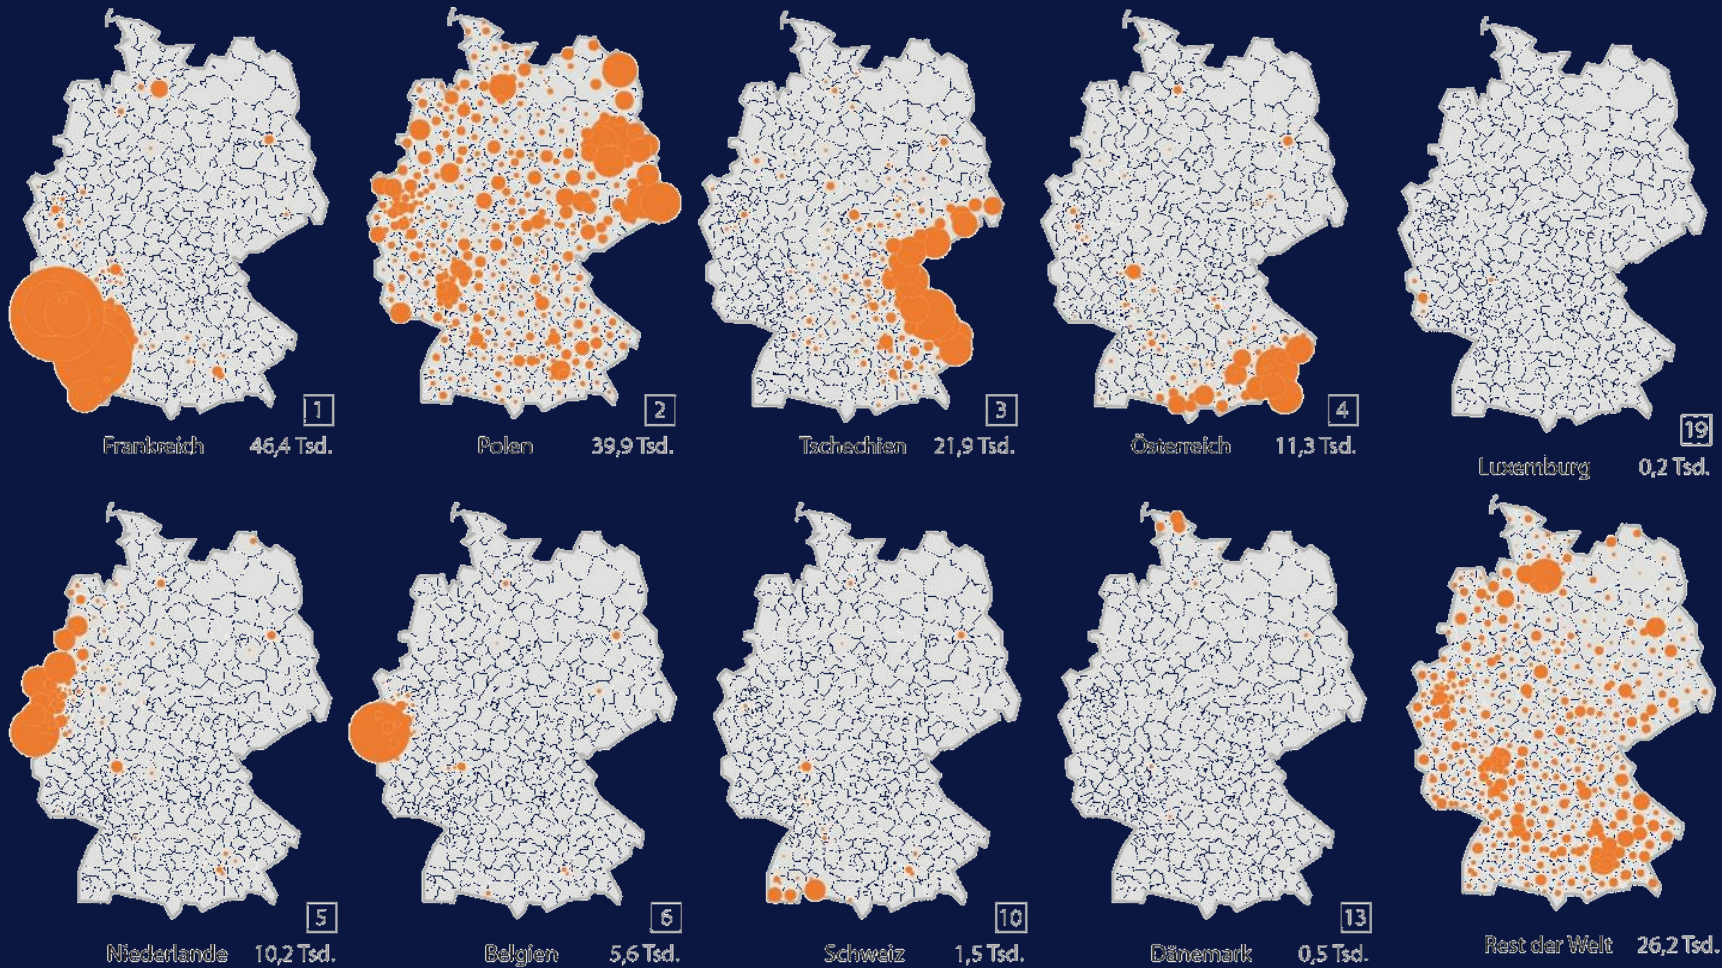 1
Frankreich 46,4 Tsd.
2
Polen 39,9 Tsd.
3
Tschechien 21,9 Tsd.
4
Österreich 11,3 Tsd.
19
Luxemburg 0,2 Tsd.
5
Niederlande 10,2 Tsd.
6
Belgien 5,6 Tsd.
10
Schweiz 1,5 Tsd.
13
Dänemark 0,5 Tsd.
Rest der Welt 26,2 Tsd.